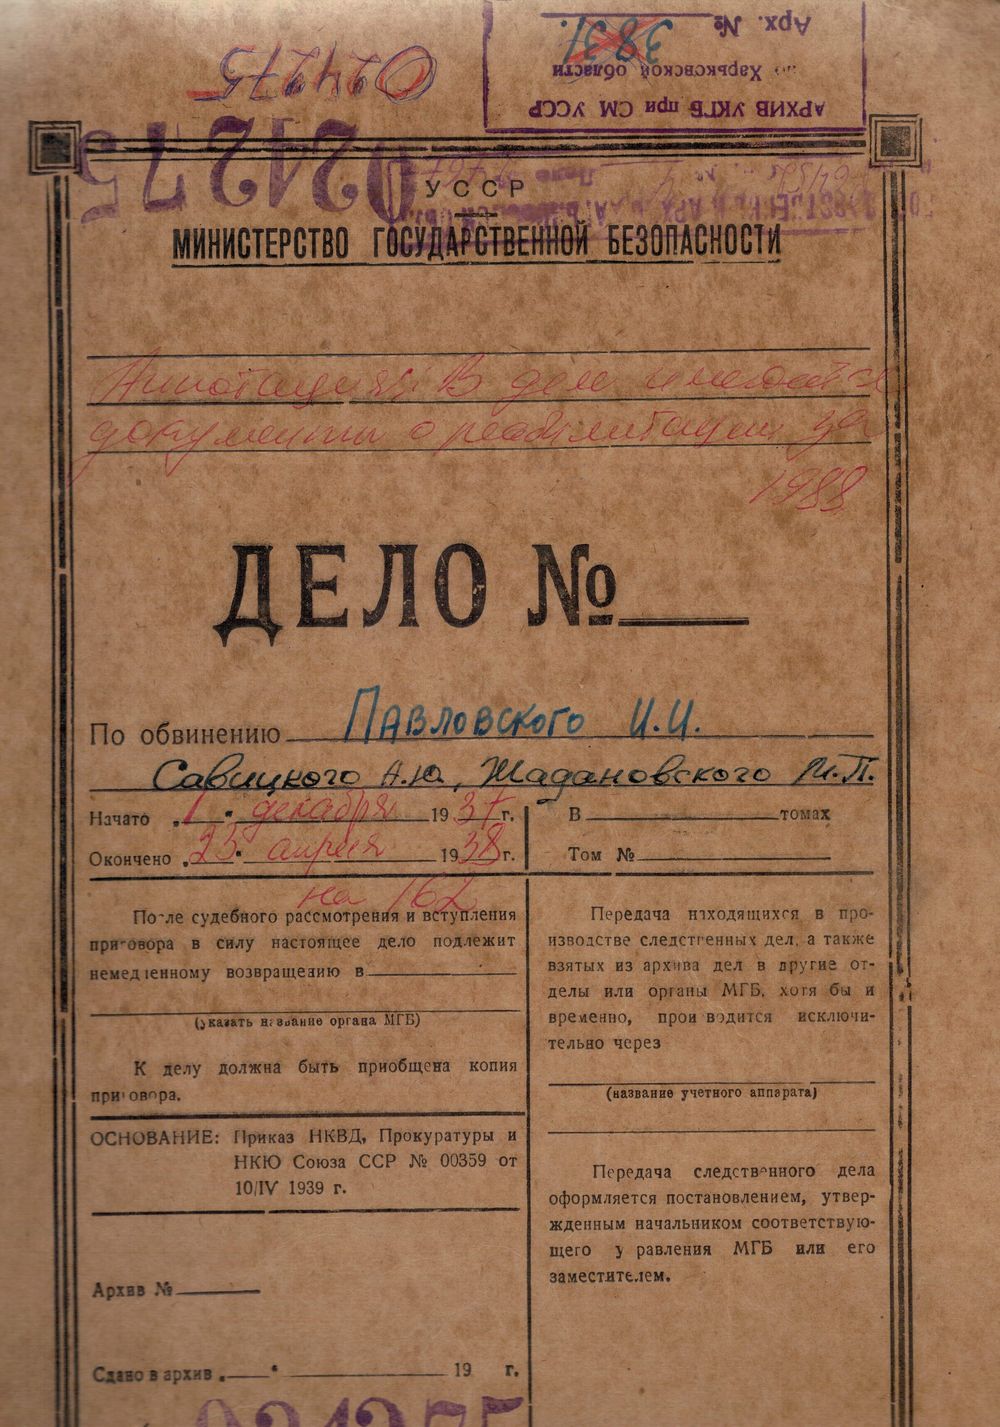 Арх. № 3831.
по Харьковской области
АРХИВ УКГБ при СМ УССР
024275
024275
УССР
МИНИСТЕРСТВО ГОСУДАРСТВЕННОЙ БЕЗОПАСНОСТИ
Аннотация: В деле имеются
документы о реабилитации за
1988
ДЕЛО №
По обвинению Павловского И.И.
Савицкого А.Ю., Жадановского М.П.
Начато „1" декабря 1937 г.
Окончено „25" апреля 1938 г.
на 162
В томах
Том №
После судебного рассмотрения и вступления
приговора в силу настоящее дело подлежит
немедленному возвращению в
(указать название органа МГБ)
К делу должна быть приобщена копия
приговора.
ОСНОВАНИЕ: Приказ НКВД, Прокуратуры и
НКЮ Союза ССР № 00359 от
10/IV 1939 г.
Архив №
Сдано в архив „ " 19 г.
Передача находящихся в про-
изводстве следственных дел, а также
взятых из архива дел в другие от-
делы или органы МГБ, хотя бы и
временно, производится исключи-
тельно через
(название учетного аппарата)
Передача следственного дела
оформляется постановлением, утвер-
жденным начальником соответствую-
щего управления МГБ или его
заместителем.
024275